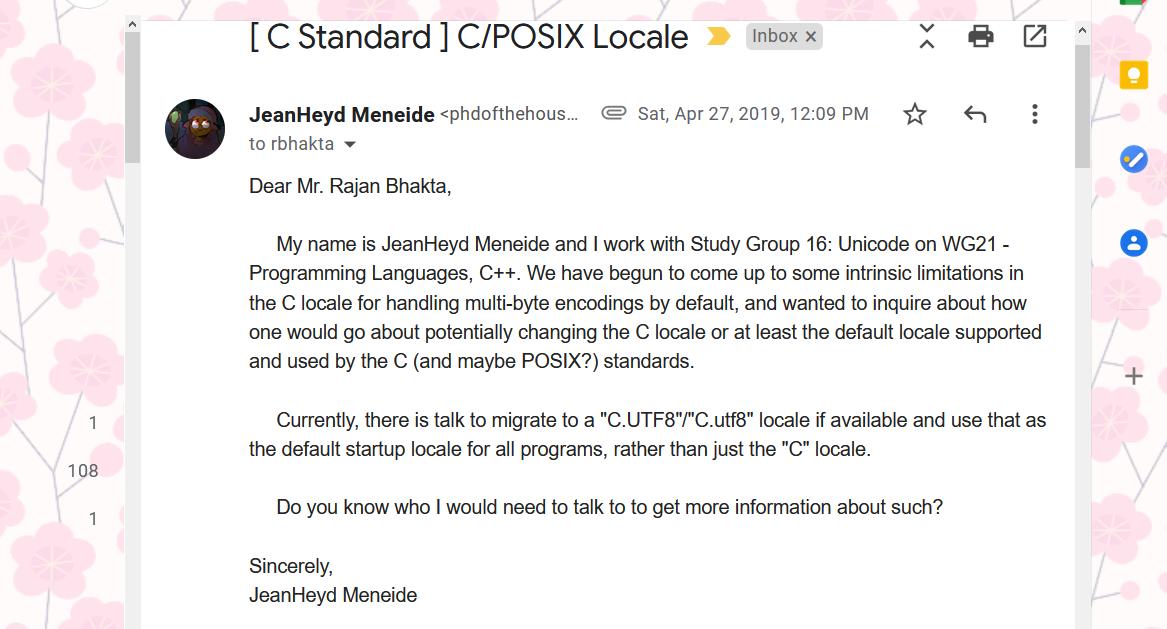 [ C Standard ] C/POSIX Locale
Inbox ×
JeanHeyd Meneide <phdofthehous...
Sat, Apr 27, 2019, 12:09 PM
to rbhakta
Dear Mr. Rajan Bhakta,
My name is JeanHeyd Meneide and I work with Study Group 16: Unicode on WG21 -
Programming Languages, C++. We have begun to come up to some intrinsic limitations in
the C locale for handling multi-byte encodings by default, and wanted to inquire about how
one would go about potentially changing the C locale or at least the default locale supported
and used by the C (and maybe POSIX?) standards.
Currently, there is talk to migrate to a "C.UTF8"/"C.utf8" locale if available and use that as
the default startup locale for all programs, rather than just the "C" locale.
Do you know who I would need to talk to to get more information about such?
Sincerely,
JeanHeyd Meneide
1
108
1